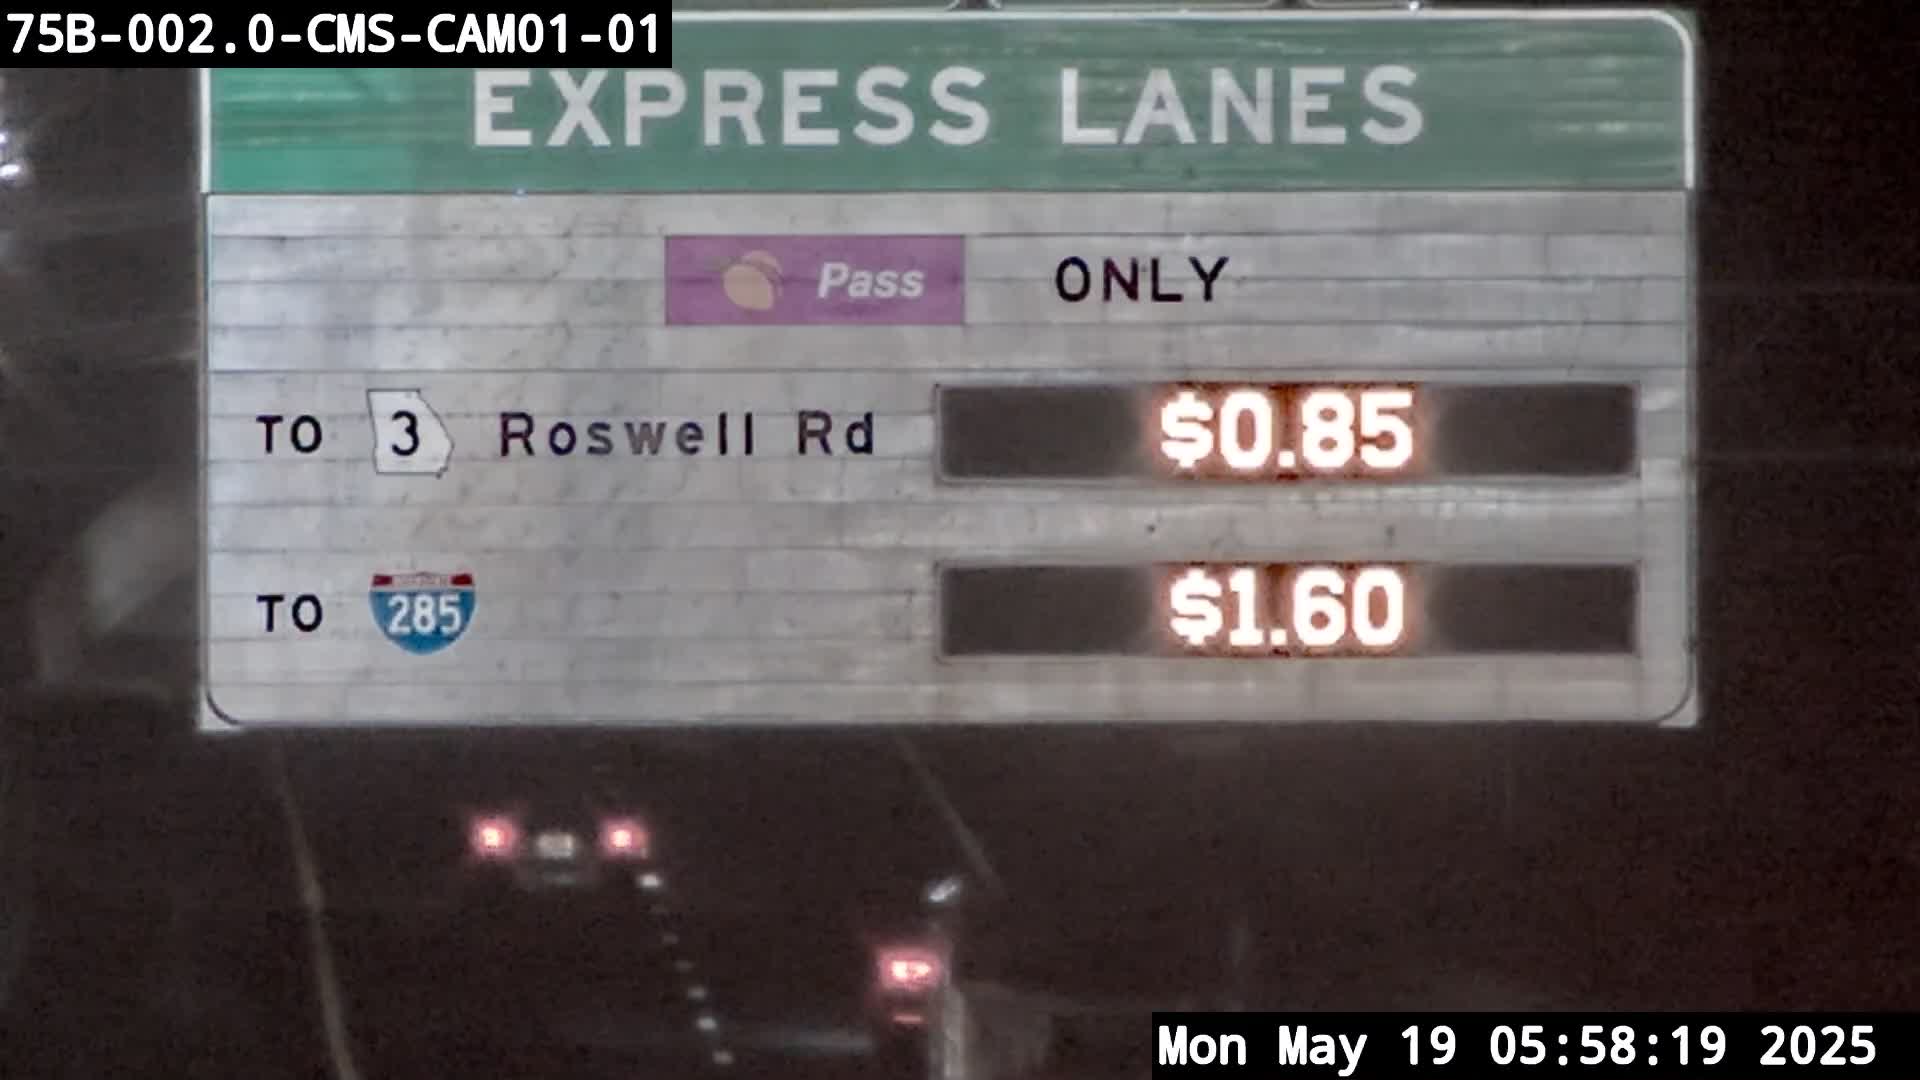 75B-002.0-CMS-CAM01-01
EXPRESS LANES
Pass ONLY
TO 3 Roswell Rd $0.85
TO 285 $1.60
Mon May 19 05:58:19 2025